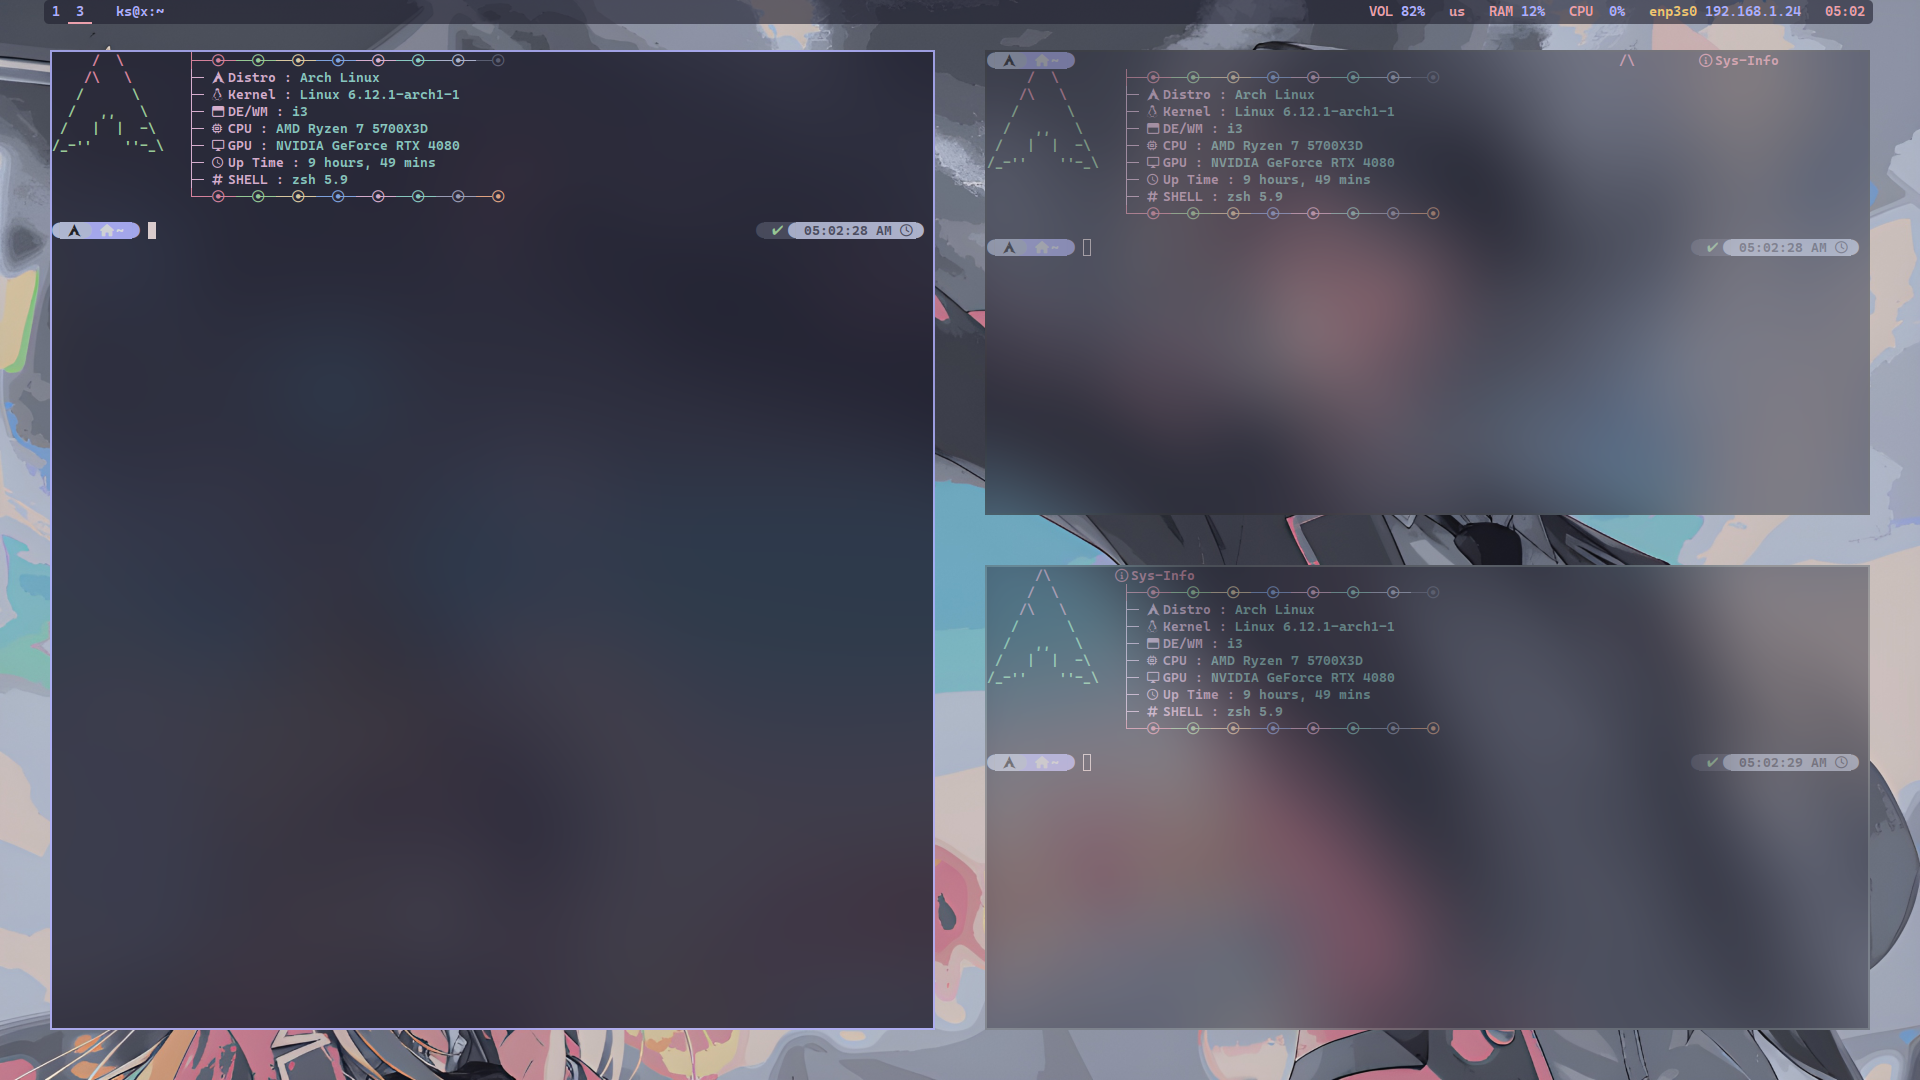 1 3 ks@x:~ VOL 82% us RAM 12% CPU 0% enp3s0 192.168.1.24 05:02
Distro : Arch Linux
Kernel : Linux 6.12.1-arch1-1
DE/WM : i3
CPU : AMD Ryzen 7 5700X3D
GPU : NVIDIA GeForce RTX 4080
Up Time : 9 hours, 49 mins
# SHELL : zsh 5.9
~ ✔ 05:02:28 AM
~ /\ Sys-Info
Distro : Arch Linux
Kernel : Linux 6.12.1-arch1-1
DE/WM : i3
CPU : AMD Ryzen 7 5700X3D
GPU : NVIDIA GeForce RTX 4080
Up Time : 9 hours, 49 mins
# SHELL : zsh 5.9
~ ✔ 05:02:28 AM
Sys-Info
Distro : Arch Linux
Kernel : Linux 6.12.1-arch1-1
DE/WM : i3
CPU : AMD Ryzen 7 5700X3D
GPU : NVIDIA GeForce RTX 4080
Up Time : 9 hours, 49 mins
# SHELL : zsh 5.9
~ ✔ 05:02:29 AM